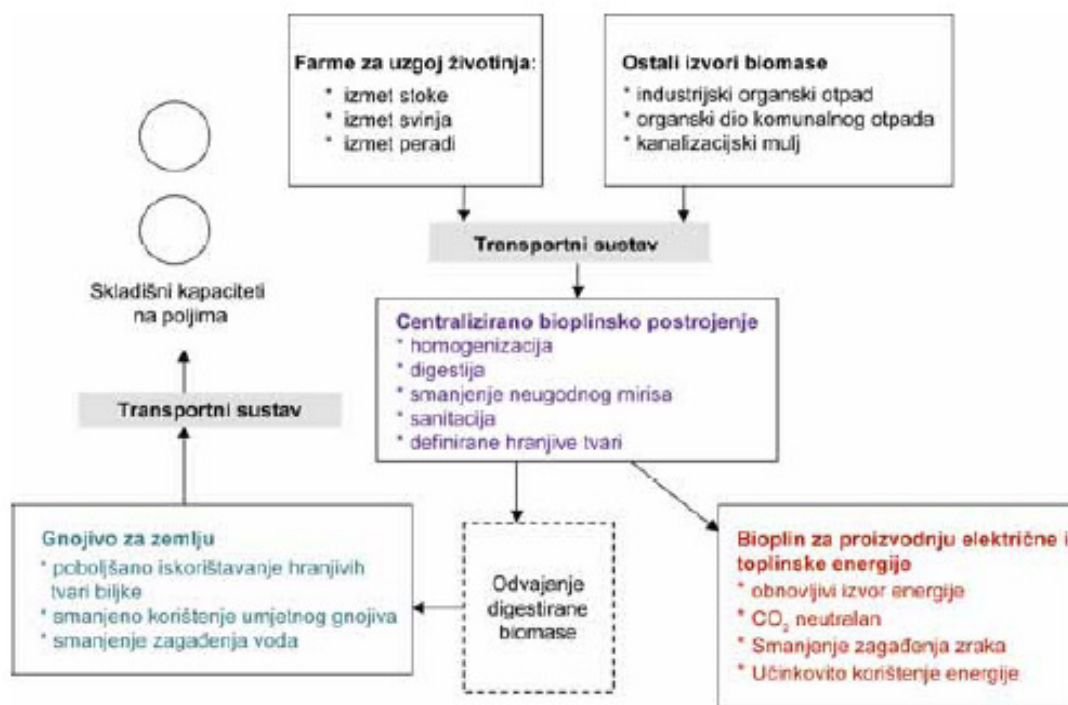 Farme za uzgoj životinja:
* izmet stoke
* izmet svinja
* izmet peradi
Ostali izvori biomase
* industrijski organski otpad
* organski dio komunalnog otpada
* kanalizacijski mulj
Transportni sustav
Skladišni kapaciteti
na poljima
Centralizirano bioplinsko postrojenje
* homogenizacija
* digestija
* smanjenje neugodnog mirisa
* sanitacija
* definirane hranjive tvari
Transportni sustav
Gnojivo za zemlju
* poboljšano iskorištavanje hranjivih
tvari biljke
* smanjeno korištenje umjetnog gnojiva
* smanjenje zagađenja voda
Odvajanje
digestirane
biomase
Bioplin za proizvodnju električne i
toplinske energije
* obnovljivi izvor energije
* CO₂ neutralan
* Smanjenje zagađenja zraka
* Učinkovito korištenje energije